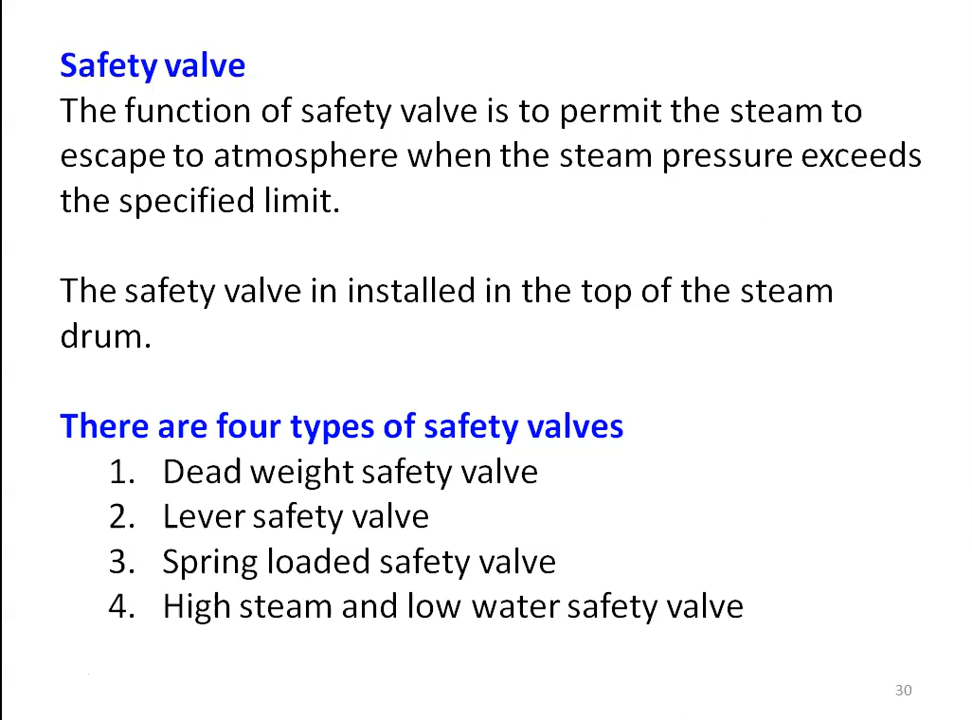 Safety valve
The function of safety valve is to permit the steam to
escape to atmosphere when the steam pressure exceeds
the specified limit.
The safety valve in installed in the top of the steam
drum.
There are four types of safety valves
1. Dead weight safety valve
2. Lever safety valve
3. Spring loaded safety valve
4. High steam and low water safety valve
30